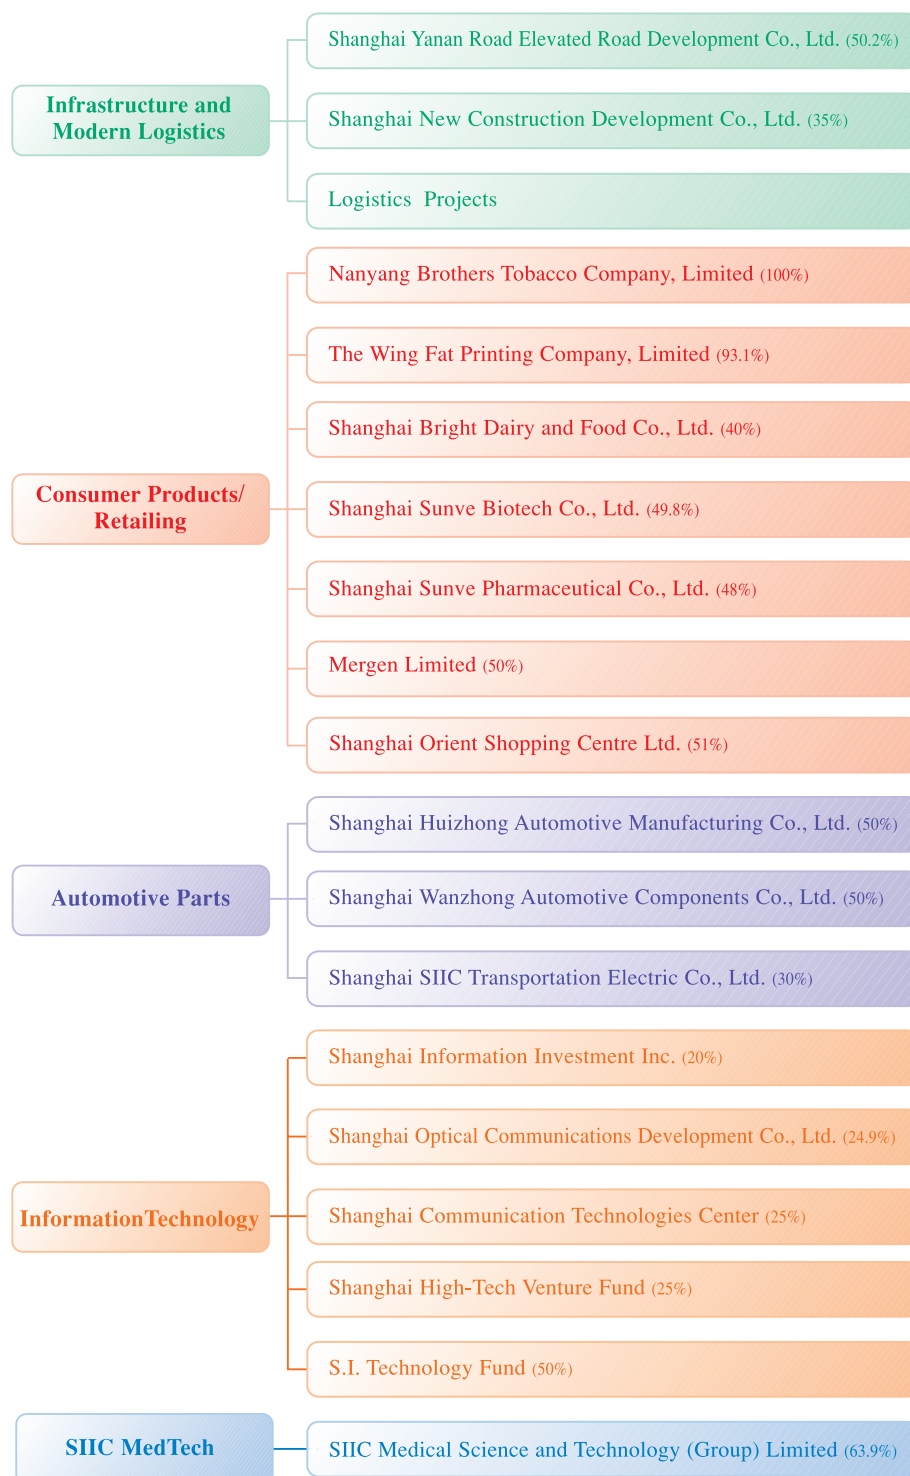 Infrastructure and
Modern Logistics
Shanghai Yanan Road Elevated Road Development Co., Ltd. (50.2%)
Shanghai New Construction Development Co., Ltd. (35%)
Logistics Projects
Consumer Products/
Retailing
Nanyang Brothers Tobacco Company, Limited (100%)
The Wing Fat Printing Company, Limited (93.1%)
Shanghai Bright Dairy and Food Co., Ltd. (40%)
Shanghai Sunve Biotech Co., Ltd. (49.8%)
Shanghai Sunve Pharmaceutical Co., Ltd. (48%)
Mergen Limited (50%)
Shanghai Orient Shopping Centre Ltd. (51%)
Automotive Parts
Shanghai Huizhong Automotive Manufacturing Co., Ltd. (50%)
Shanghai Wanzhong Automotive Components Co., Ltd. (50%)
Shanghai SIIC Transportation Electric Co., Ltd. (30%)
InformationTechnology
Shanghai Information Investment Inc. (20%)
Shanghai Optical Communications Development Co., Ltd. (24.9%)
Shanghai Communication Technologies Center (25%)
Shanghai High-Tech Venture Fund (25%)
S.I. Technology Fund (50%)
SIIC MedTech
SIIC Medical Science and Technology (Group) Limited (63.9%)